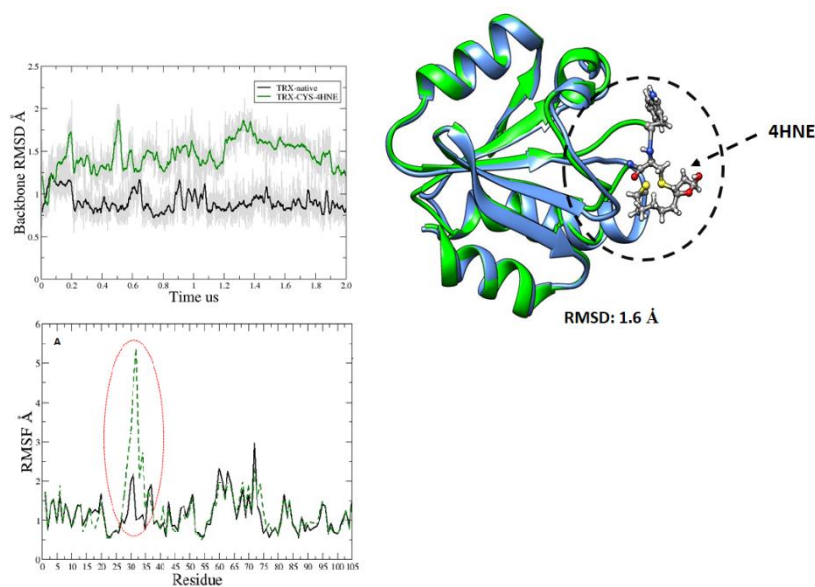 Backbone RMSD Å
2.5
2
1.5
1
0.5
0
TRX-native
TRX-CYS-4HNE
0 0.2 0.4 0.6 0.8 1 1.2 1.4 1.6 1.8 2.0
Time us
4HNE
RMSD: 1.6 Å
A
RMSF Å
6
5
4
3
2
1
0
0 5 10 15 20 25 30 35 40 45 50 55 60 65 70 75 80 85 90 95 100 105
Residue